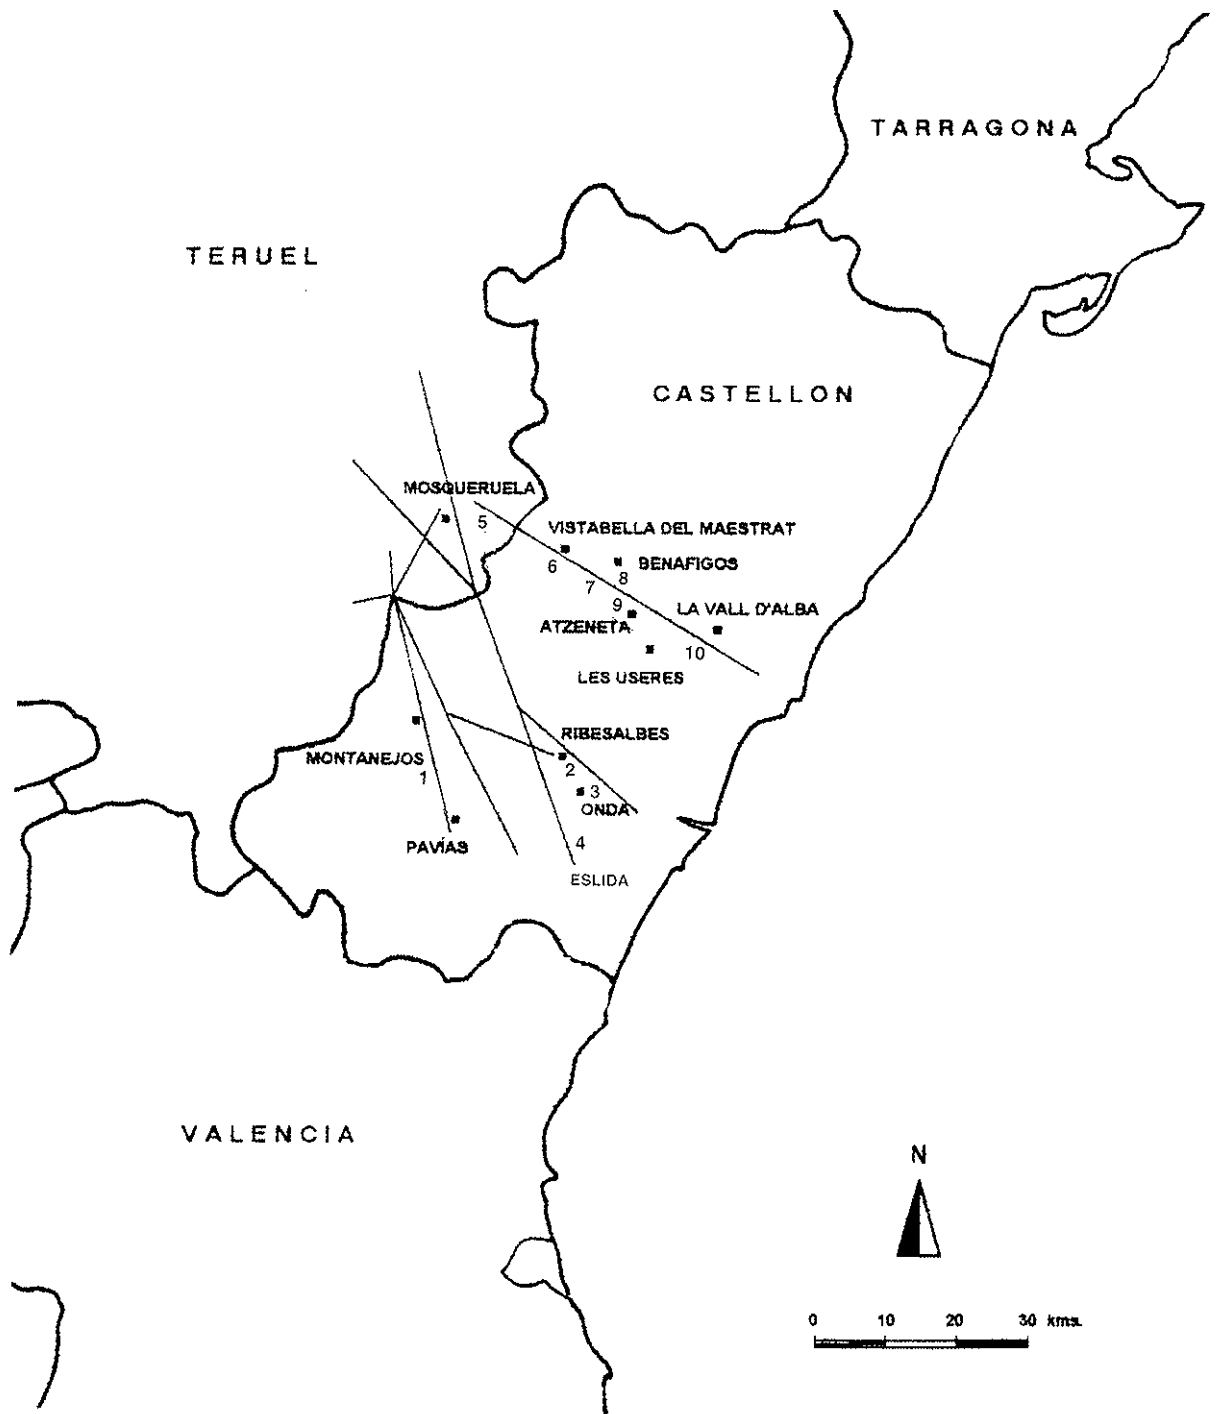 TARRAGONA
TERUEL
CASTELLON
MOSQUERUELA
5
VISTABELLA DEL MAESTRAT
6
BENAFIGOS
7
8
9
LA VALL D'ALBA
ATZENETA
10
LES USERES
RIBESALBES
MONTANEJOS
1
2
3
ONDA
PAVÍAS
4
ESLIDA
VALENCIA
N
0 10 20 30 kms.